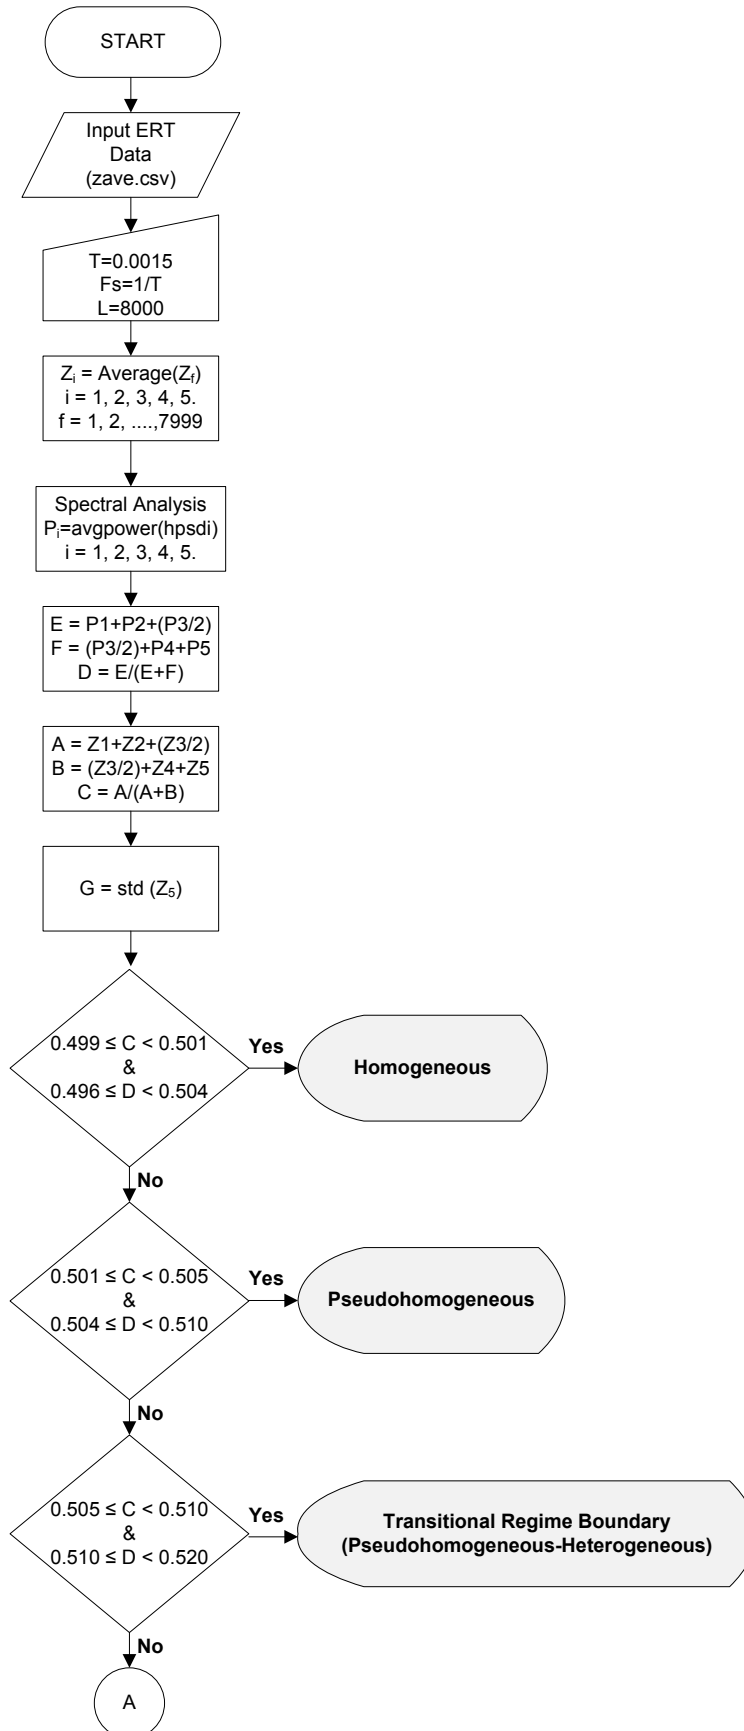 START
Input ERT
Data
(zave.csv)
T=0.0015
Fs=1/T
L=8000
Zi = Average(Zf)
i = 1, 2, 3, 4, 5.
f = 1, 2, ....,7999
Spectral Analysis
Pi=avgpower(hpsdi)
i = 1, 2, 3, 4, 5.
E = P1+P2+(P3/2)
F = (P3/2)+P4+P5
D = E/(E+F)
A = Z1+Z2+(Z3/2)
B = (Z3/2)+Z4+Z5
C = A/(A+B)
G = std (Z5)
0.499 ≤ C < 0.501
&
0.496 ≤ D < 0.504
Yes
Homogeneous
No
0.501 ≤ C < 0.505
&
0.504 ≤ D < 0.510
Yes
Pseudohomogeneous
No
0.505 ≤ C < 0.510
&
0.510 ≤ D < 0.520
Yes
Transitional Regime Boundary
(Pseudohomogeneous-Heterogeneous)
No
A